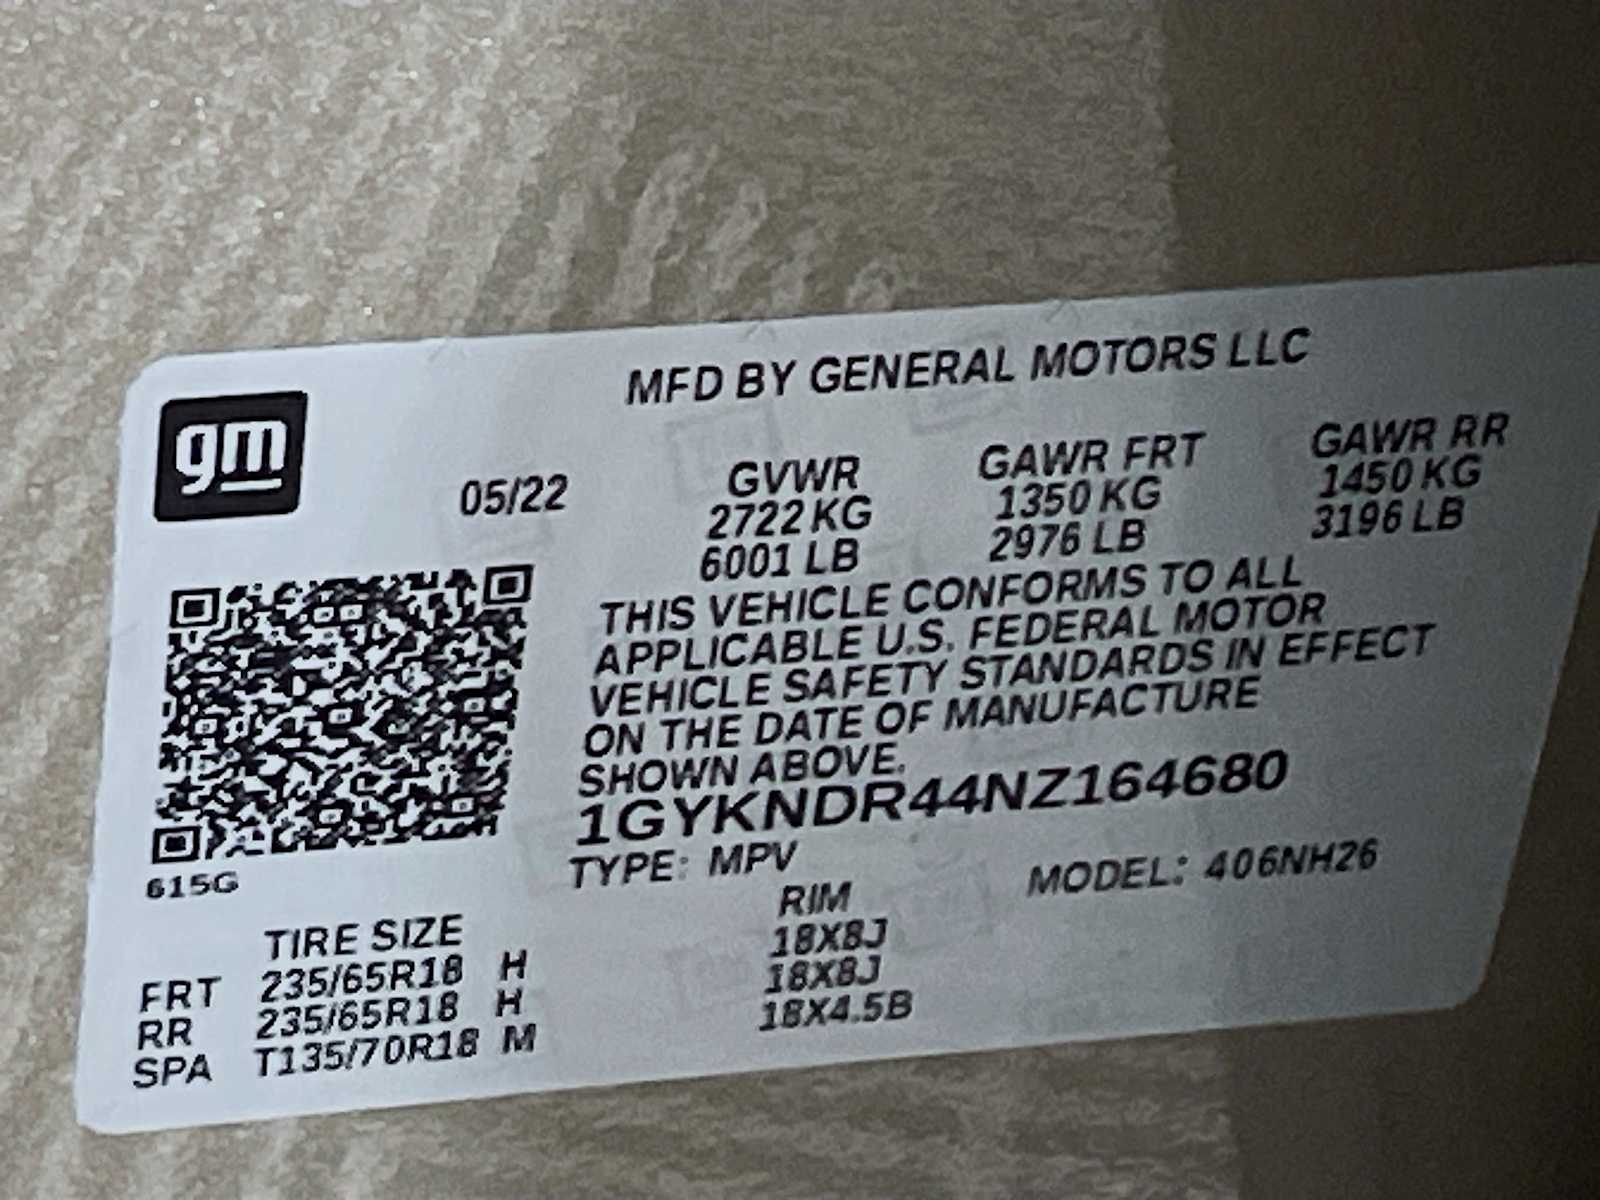 gm
MFD BY GENERAL MOTORS LLC
05/22 GVWR GAWR FRT GAWR RR
2722 KG 1350 KG 1450 KG
6001 LB 2976 LB 3196 LB
THIS VEHICLE CONFORMS TO ALL
APPLICABLE U.S. FEDERAL MOTOR
VEHICLE SAFETY STANDARDS IN EFFECT
ON THE DATE OF MANUFACTURE
SHOWN ABOVE.
1GYKNDR44NZ164680
TYPE: MPV MODEL: 406NH26
615G
TIRE SIZE RIM
FRT 235/65R18 H 18X8J
RR 235/65R18 H 18X8J
SPA T135/70R18 M 18X4.5B